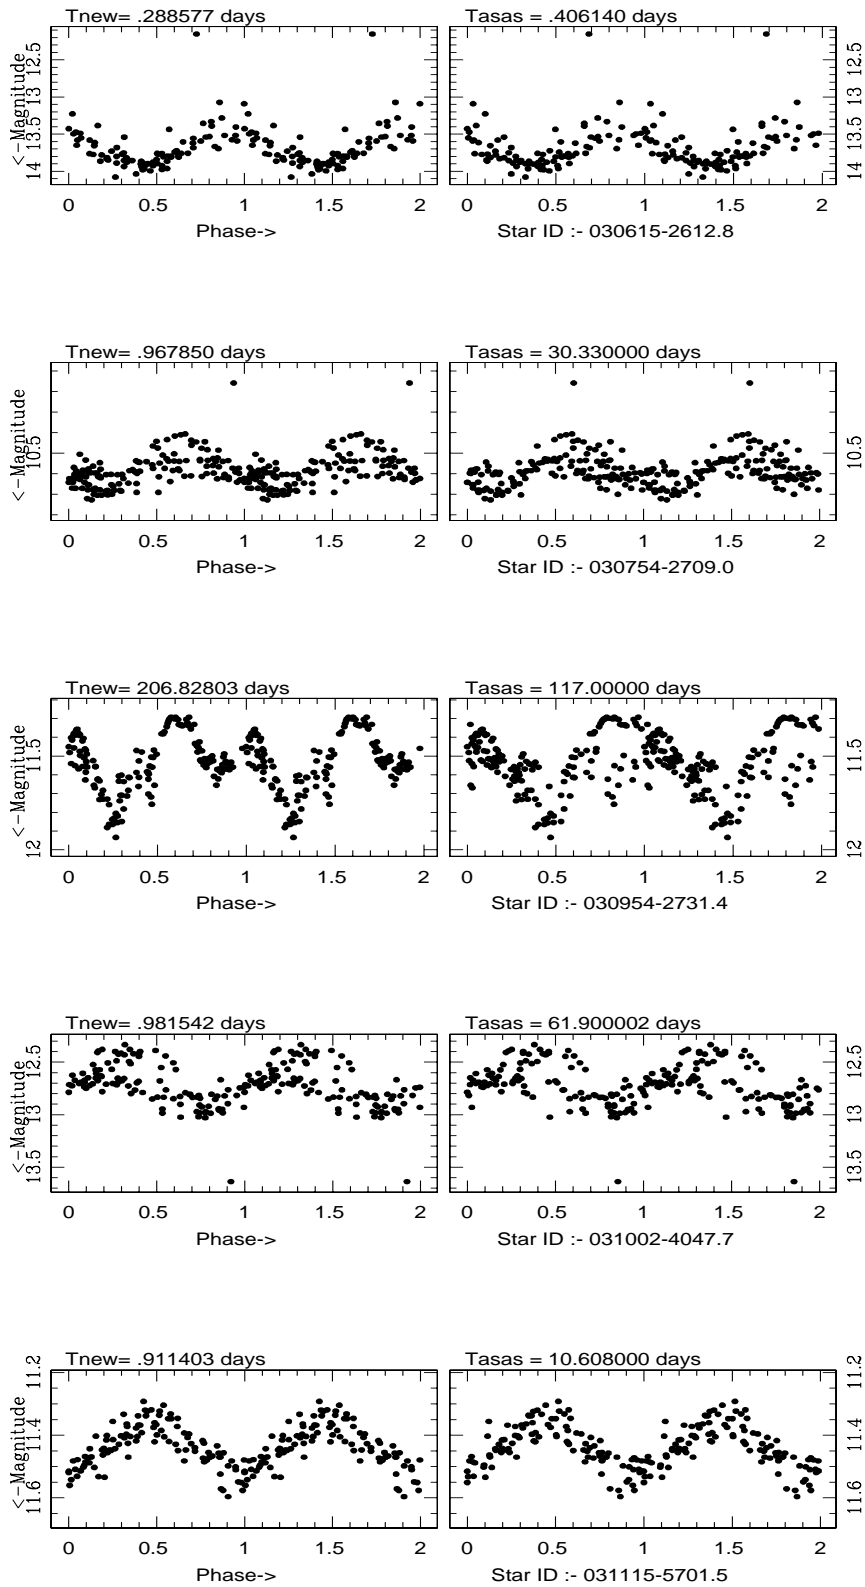 Tnew= .288577 days Tasas = .406140 days
<-Magnitude
12.5
13
13.5
14
12.5
13
13.5
14
0 0.5 1 1.5 2 0 0.5 1 1.5 2
Phase-> Star ID :- 030615-2612.8
Tnew= .967850 days Tasas = 30.330000 days
<-Magnitude
10.5
10.5
0 0.5 1 1.5 2 0 0.5 1 1.5 2
Phase-> Star ID :- 030754-2709.0
Tnew= 206.82803 days Tasas = 117.00000 days
<-Magnitude
11.5
12
11.5
12
0 0.5 1 1.5 2 0 0.5 1 1.5 2
Phase-> Star ID :- 030954-2731.4
Tnew= .981542 days Tasas = 61.900002 days
<-Magnitude
12.5
13
13.5
12.5
13
13.5
0 0.5 1 1.5 2 0 0.5 1 1.5 2
Phase-> Star ID :- 031002-4047.7
Tnew= .911403 days Tasas = 10.608000 days
<-Magnitude
11.2
11.4
11.6
11.2
11.4
11.6
0 0.5 1 1.5 2 0 0.5 1 1.5 2
Phase-> Star ID :- 031115-5701.5